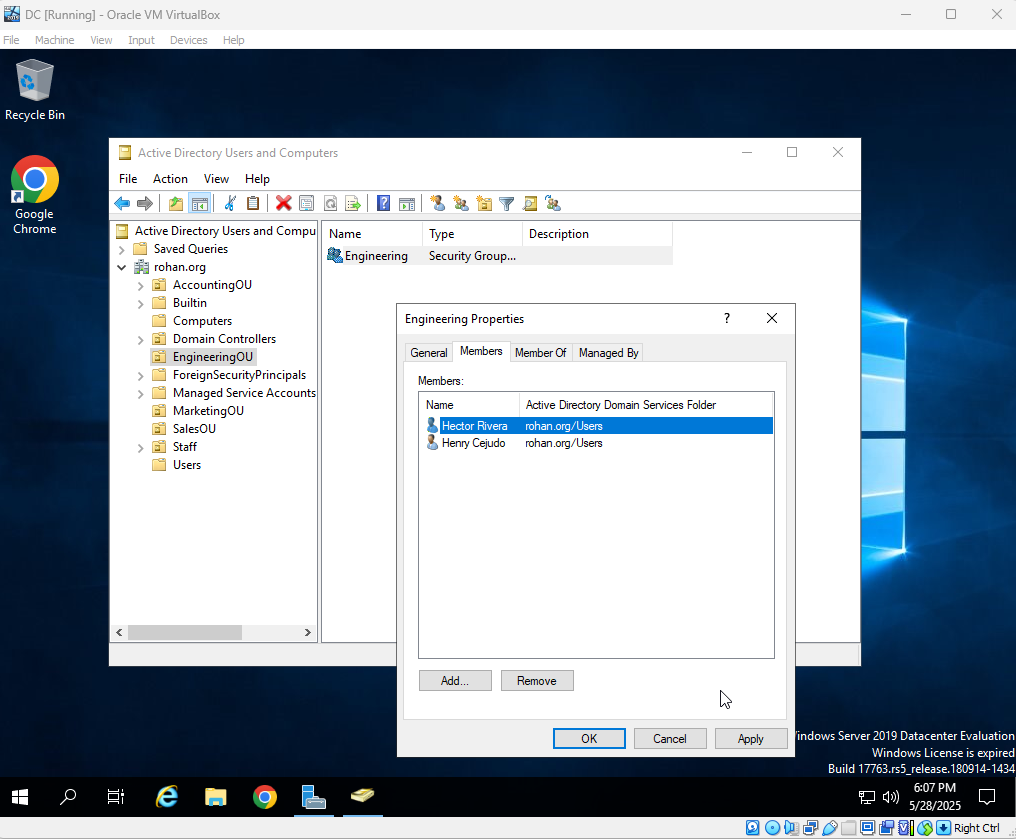 DC [Running] - Oracle VM VirtualBox
File Machine View Input Devices Help
Recycle Bin
Google
Chrome
Active Directory Users and Computers
File Action View Help
Active Directory Users and Compu
Saved Queries
rohan.org
AccountingOU
Builtin
Computers
Domain Controllers
EngineeringOU
ForeignSecurityPrincipals
Managed Service Accounts
MarketingOU
SalesOU
Staff
Users
Name Type Description
Engineering Security Group...
Engineering Properties
?
General Members Member Of Managed By
Members:
Name Active Directory Domain Services Folder
Hector Rivera rohan.org/Users
Henry Cejudo rohan.org/Users
Add... Remove
OK Cancel Apply
indows Server 2019 Datacenter Evaluation
Windows License is expired
Build 17763.rs5_release.180914-1434
6:07 PM
5/28/2025
Right Ctrl